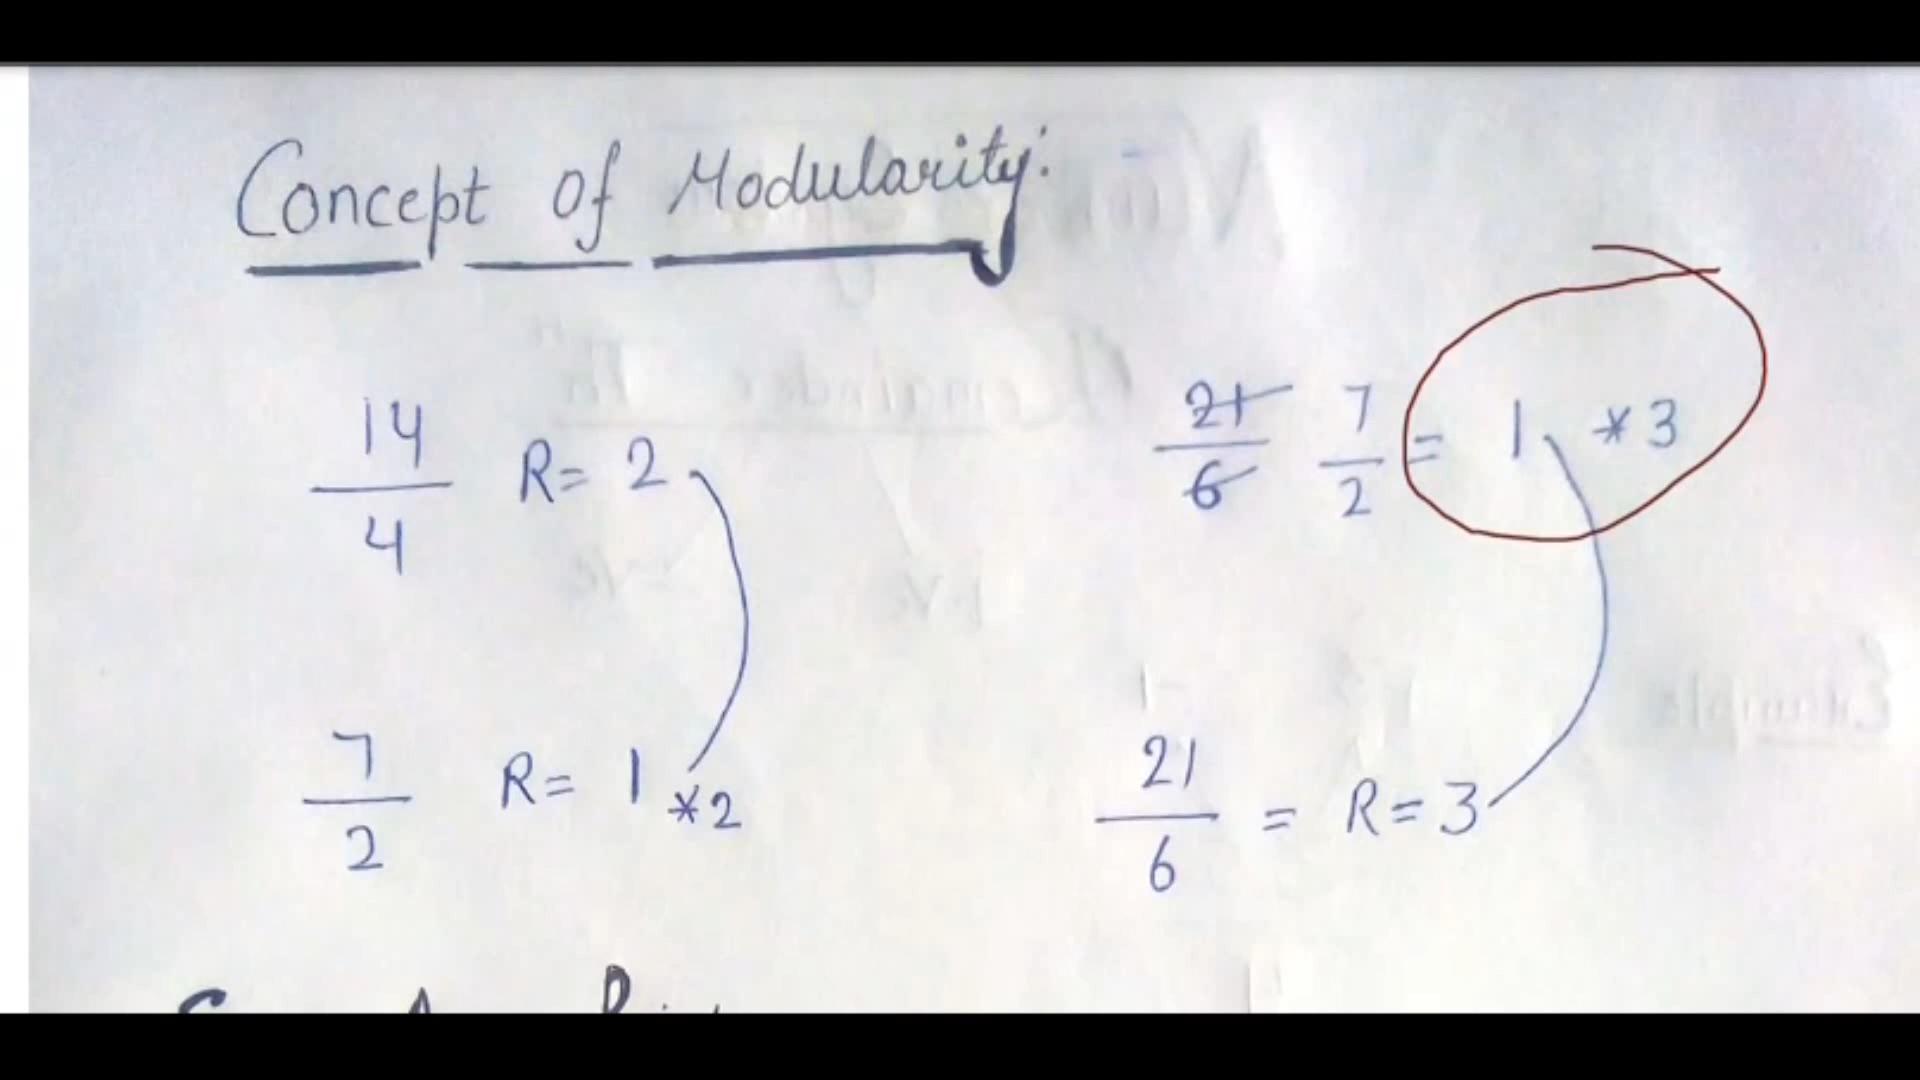 Concept of Modularity:
14/4 R= 2
7/2 R= 1 *2
21/6 7/2 = 1 *3
21/6 = R=3